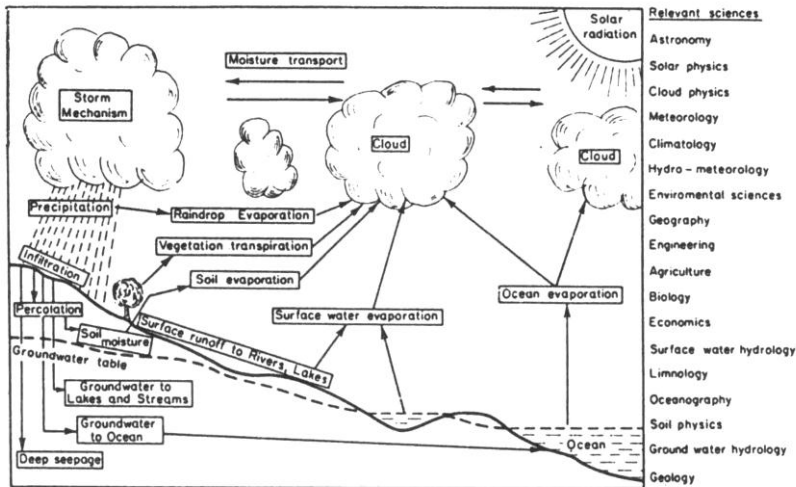 Solar
radiation
Moisture transport
Storm
Mechanism
Cloud
Cloud
Precipitation
Raindrop Evaporation
Vegetation transpiration
Infiltration
Soil evaporation
Ocean evaporation
Percolation
Surface water evaporation
Soil moisture
Surface runoff to Rivers, Lakes
Groundwater table
Groundwater to
Lakes and Streams
Groundwater
to Ocean
Ocean
Deep seepage
Relevant sciences
Astronomy
Solar physics
Cloud physics
Meteorology
Climatology
Hydro-meteorology
Enviromental sciences
Geography
Engineering
Agriculture
Biology
Economics
Surface water hydrology
Limnology
Oceanography
Soil physics
Ground water hydrology
Geology